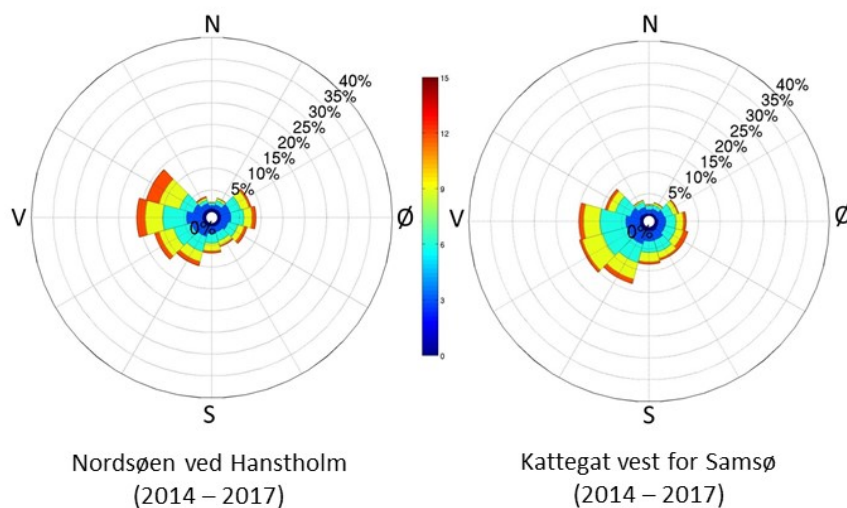 N
N
40%
35%
30%
25%
20%
15%
10%
5%
0%
V
Ø
S
15
12
9
6
3
0
40%
35%
30%
25%
20%
15%
10%
5%
0%
V
Ø
S
Nordsøen ved Hanstholm
(2014 – 2017)
Kattegat vest for Samsø
(2014 – 2017)